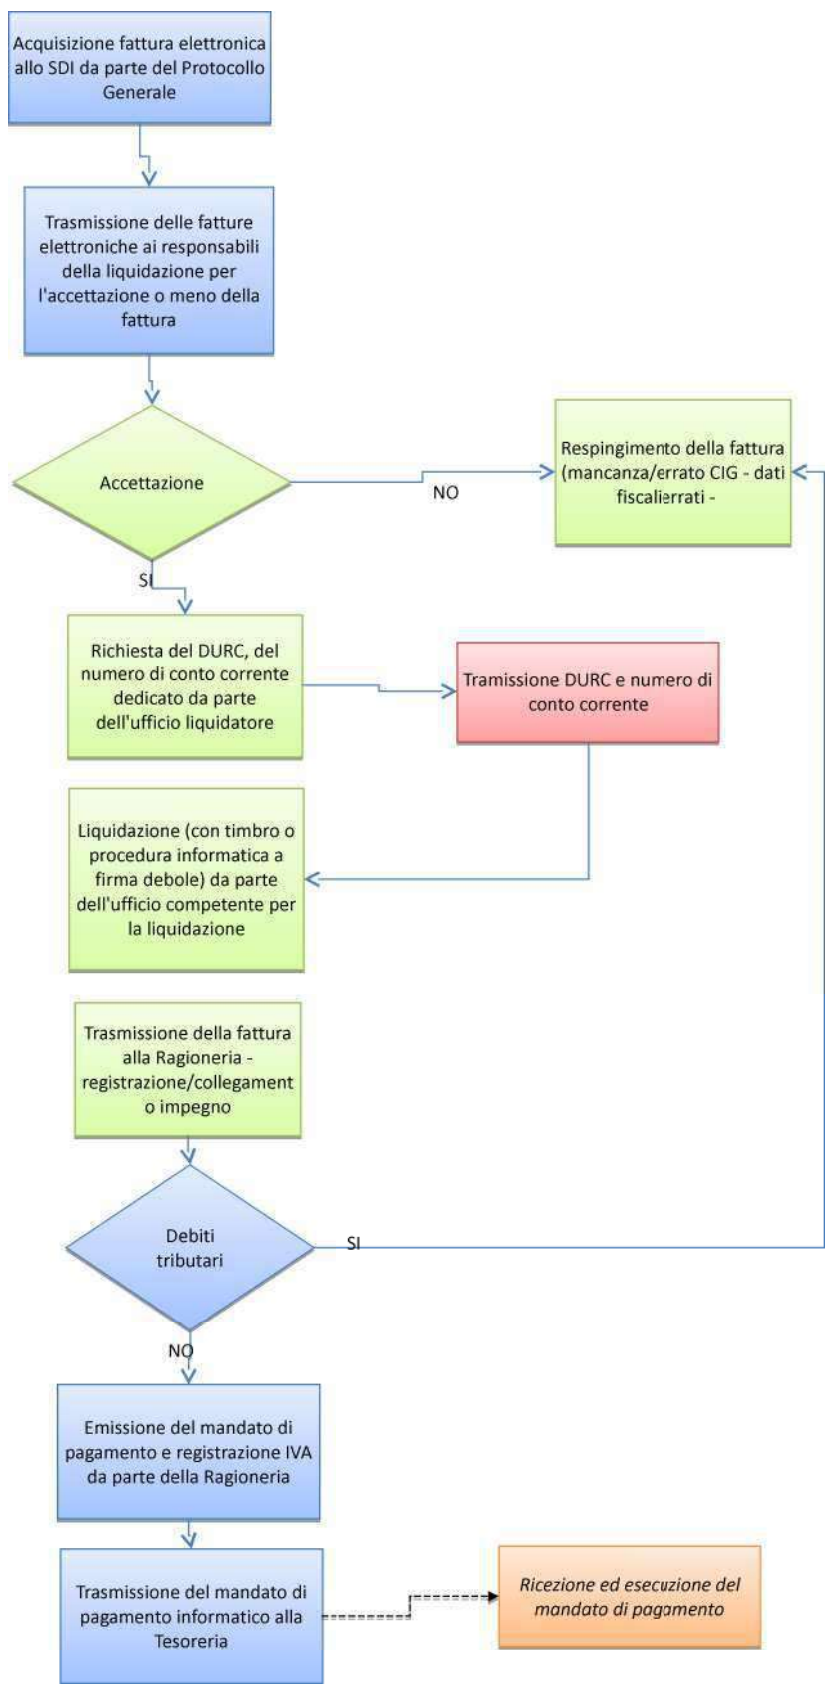 Acquisizione fattura elettronica
allo SDI da parte del Protocollo
Generale
Trasmissione delle fatture
elettroniche ai responsabili
della liquidazione per
l'accettazione o meno della
fattura
Accettazione
NO
Respingimento della fattura
(mancanza/errato CIG - dati
fiscalierrati -
SI
Richiesta del DURC, del
numero di conto corrente
dedicato da parte
dell'ufficio liquidatore
Tramissione DURC e numero di
conto corrente
Liquidazione (con timbro o
procedura informatica a
firma debole) da parte
dell'ufficio competente per
la liquidazione
Trasmissione della fattura
alla Ragioneria -
registrazione/collegament
o impegno
Debiti
tributari
SI
NO
Emissione del mandato di
pagamento e registrazione IVA
da parte della Ragioneria
Trasmissione del mandato di
pagamento informatico alla
Tesoreria
Ricezione ed esecuzione del
mandato di pagamento